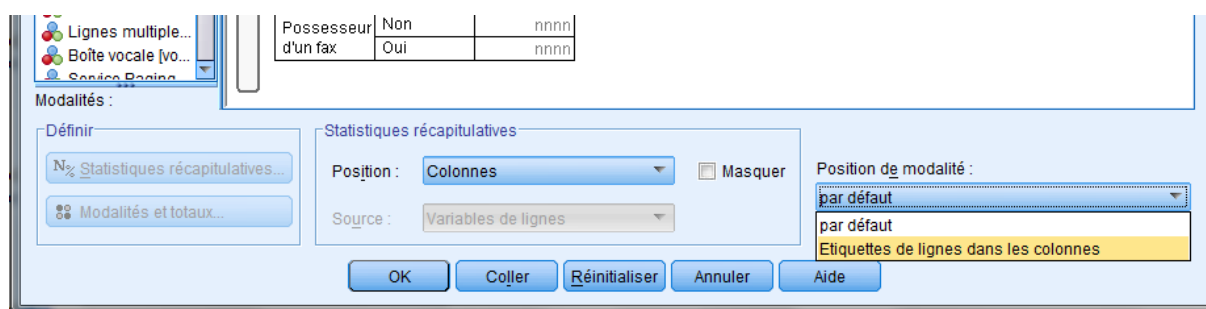 Lignes multiple...
Boîte vocale [vo...
Service Paging
Possesseur d'un fax
Non nnnn
Oui nnnn
Modalités :
Définir
N% Statistiques récapitulatives...
Modalités et totaux...
Statistiques récapitulatives
Position : Colonnes
Masquer
Source : Variables de lignes
Position de modalité :
par défaut
par défaut
Etiquettes de lignes dans les colonnes
OK Coller Réinitialiser Annuler Aide